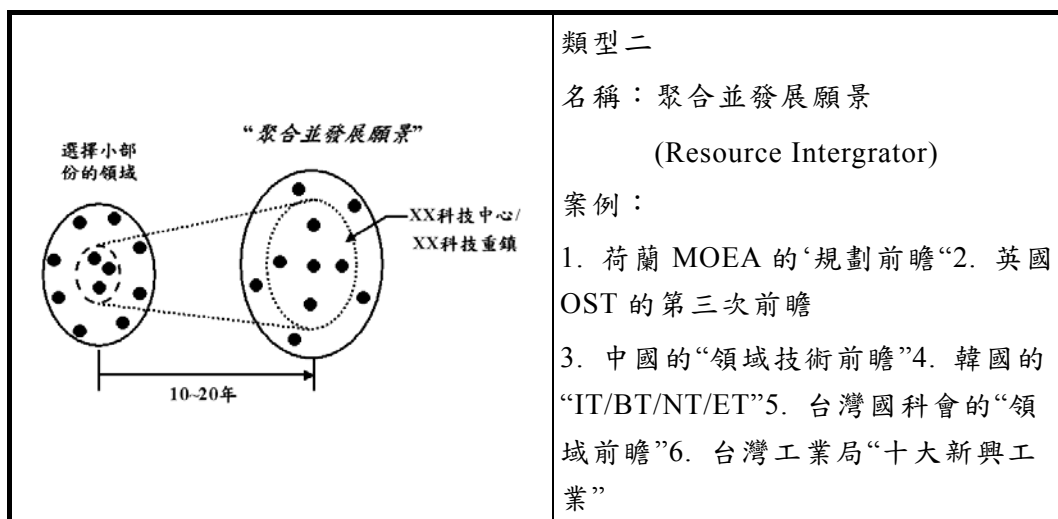 選擇小部
份的領域
“聚合並發展願景”
XX科技中心/
XX科技重鎮
10~20年
類型二
名稱：聚合並發展願景
(Resource Intergrator)
案例：
1. 荷蘭 MOEA 的‘規劃前瞻“2. 英國
OST 的第三次前瞻
3. 中國的“領域技術前瞻”4. 韓國的
“IT/BT/NT/ET”5. 台灣國科會的“領
域前瞻”6. 台灣工業局“十大新興工
業”